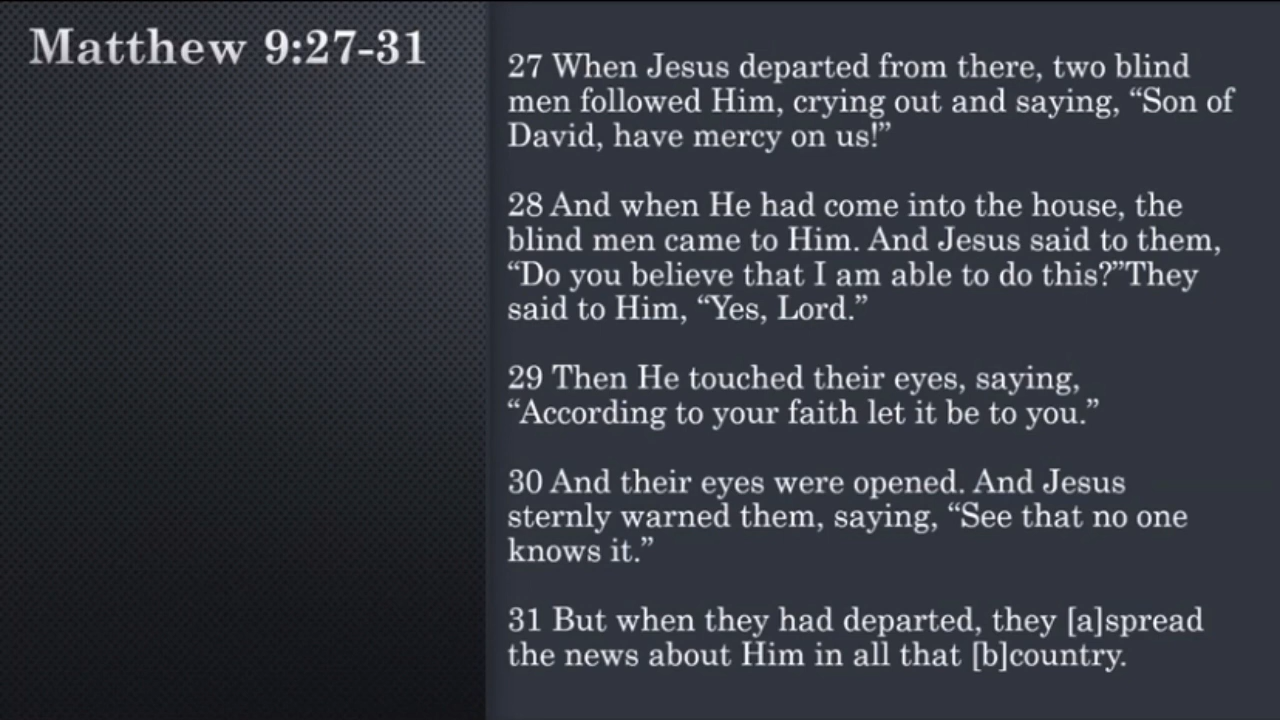 Matthew 9:27-31
27 When Jesus departed from there, two blind
men followed Him, crying out and saying, “Son of
David, have mercy on us!”
28 And when He had come into the house, the
blind men came to Him. And Jesus said to them,
“Do you believe that I am able to do this?”They
said to Him, “Yes, Lord.”
29 Then He touched their eyes, saying,
“According to your faith let it be to you.”
30 And their eyes were opened. And Jesus
sternly warned them, saying, “See that no one
knows it.”
31 But when they had departed, they [a]spread
the news about Him in all that [b]country.